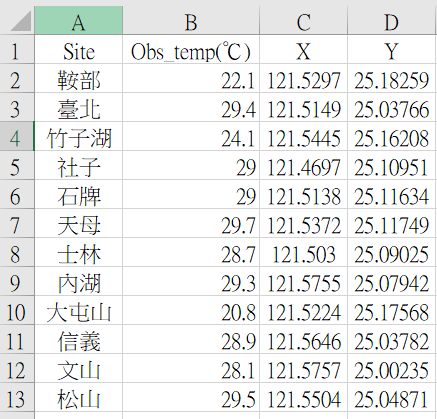 A B C D
1 Site Obs_temp(℃) X Y
2 鞍部 22.1 121.5297 25.18259
3 臺北 29.4 121.5149 25.03766
4 竹子湖 24.1 121.5445 25.16208
5 社子 29 121.4697 25.10951
6 石牌 29 121.5138 25.11634
7 天母 29.7 121.5372 25.11749
8 士林 28.7 121.503 25.09025
9 內湖 29.3 121.5755 25.07942
10 大屯山 20.8 121.5224 25.17568
11 信義 28.9 121.5646 25.03782
12 文山 28.1 121.5757 25.00235
13 松山 29.5 121.5504 25.04871